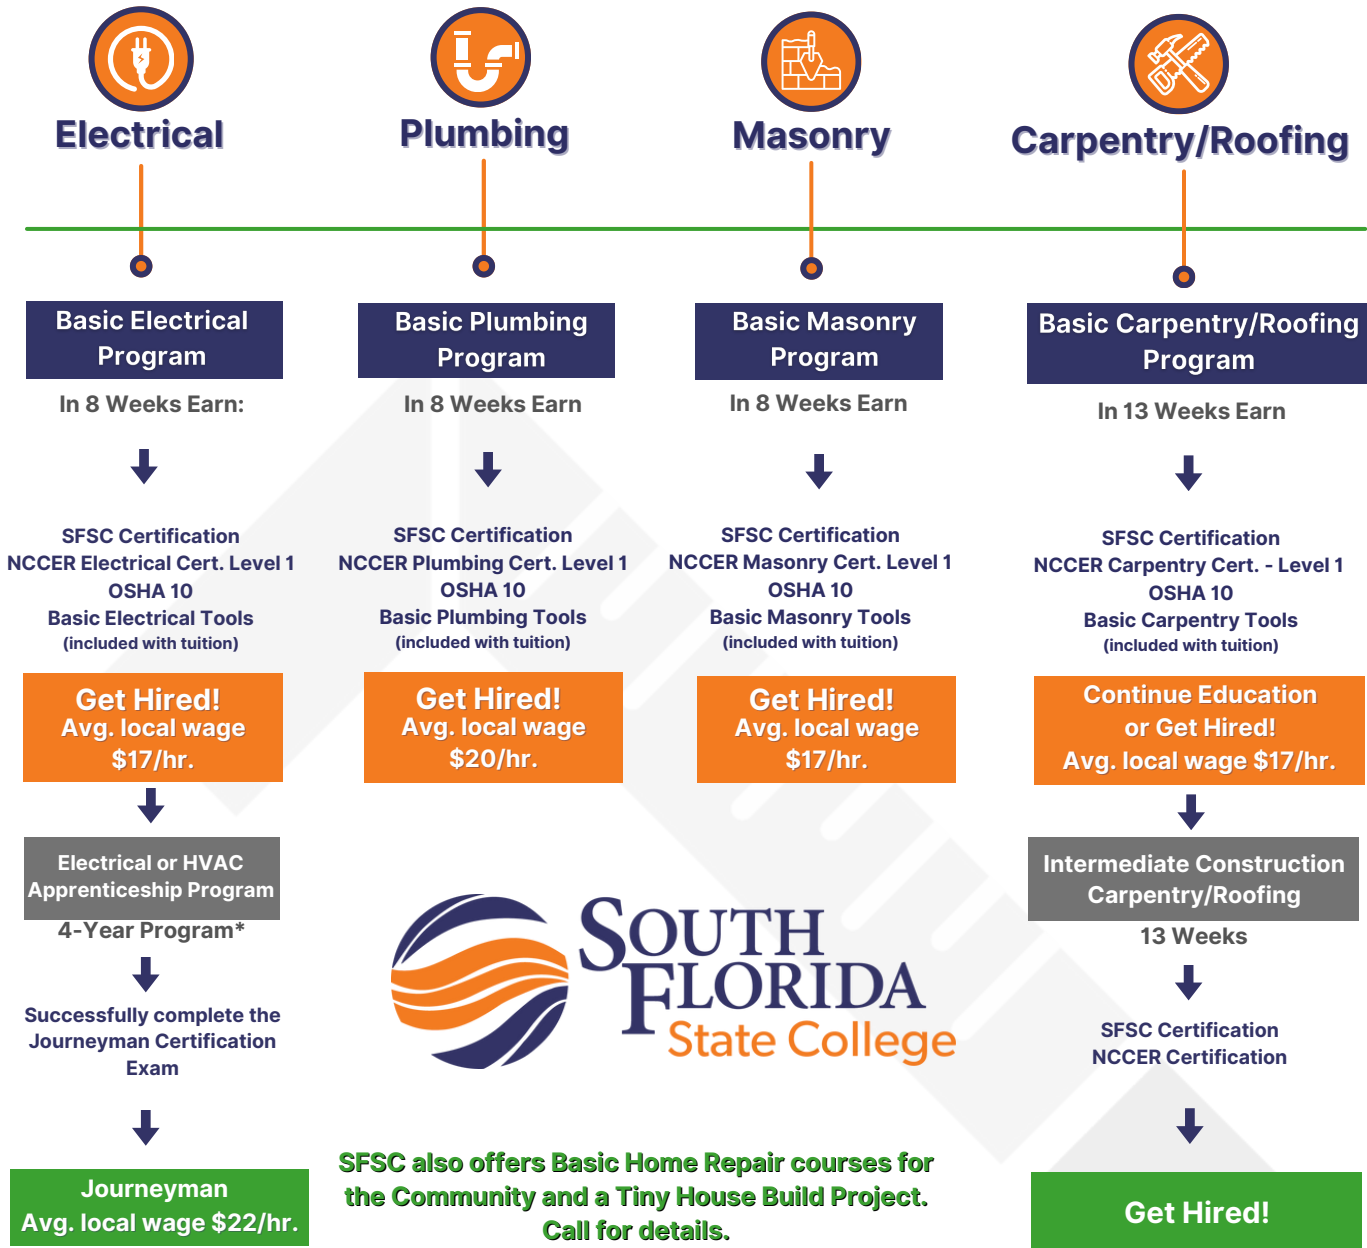 Electrical
Basic Electrical
Program
In 8 Weeks Earn:
SFSC Certification
NCCER Electrical Cert. Level 1
OSHA 10
Basic Electrical Tools
(included with tuition)
Get Hired!
Avg. local wage
$17/hr.
Electrical or HVAC
Apprenticeship Program
4-Year Program*
Successfully complete the
Journeyman Certification
Exam
Journeyman
Avg. local wage $22/hr.
Plumbing
Basic Plumbing
Program
In 8 Weeks Earn
SFSC Certification
NCCER Plumbing Cert. Level 1
OSHA 10
Basic Plumbing Tools
(included with tuition)
Get Hired!
Avg. local wage
$20/hr.
Masonry
Basic Masonry
Program
In 8 Weeks Earn
SFSC Certification
NCCER Masonry Cert. Level 1
OSHA 10
Basic Masonry Tools
(included with tuition)
Get Hired!
Avg. local wage
$17/hr.
Carpentry/Roofing
Basic Carpentry/Roofing
Program
In 13 Weeks Earn
SFSC Certification
NCCER Carpentry Cert. - Level 1
OSHA 10
Basic Carpentry Tools
(included with tuition)
Continue Education
or Get Hired!
Avg. local wage $17/hr.
Intermediate Construction
Carpentry/Roofing
13 Weeks
SFSC Certification
NCCER Certification
Get Hired!
SOUTH
FLORIDA
State College
SFSC also offers Basic Home Repair courses for
the Community and a Tiny House Build Project.
Call for details.